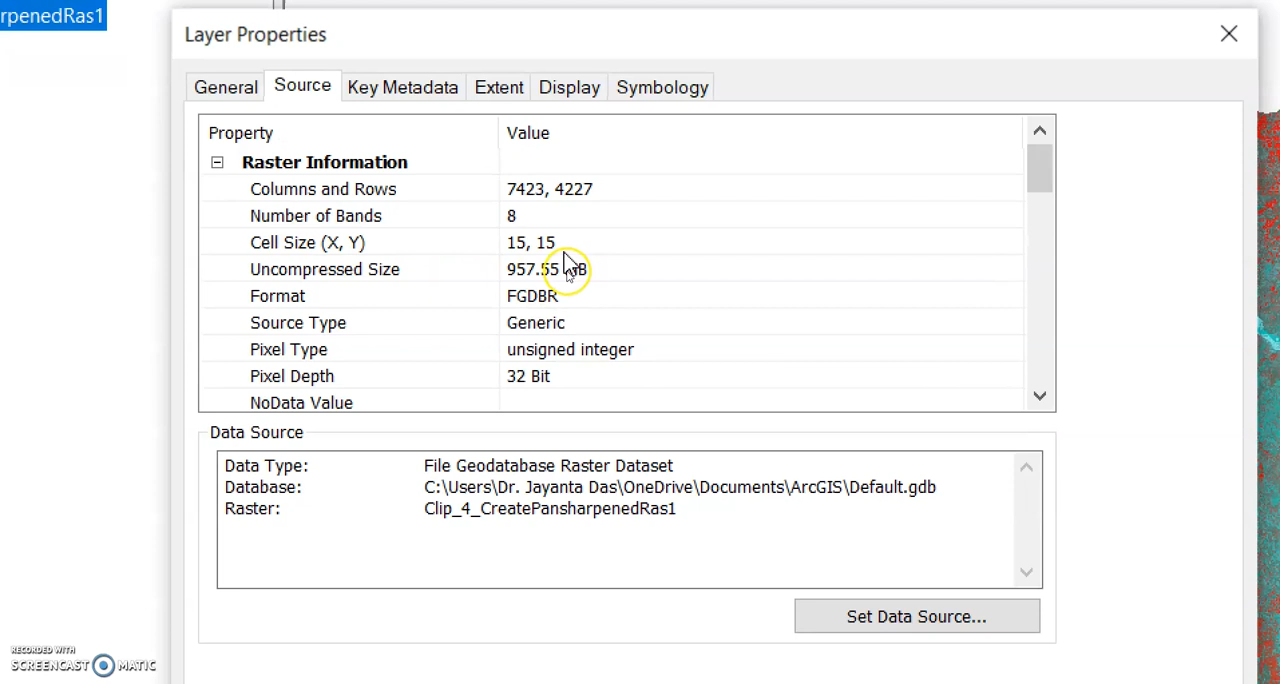 rpenedRas1
Layer Properties
General Source Key Metadata Extent Display Symbology
Property Value
Raster Information
Columns and Rows 7423, 4227
Number of Bands 8
Cell Size (X, Y) 15, 15
Uncompressed Size 957.55 MB
Format FGDBR
Source Type Generic
Pixel Type unsigned integer
Pixel Depth 32 Bit
NoData Value
Data Source
Data Type: File Geodatabase Raster Dataset
Database: C:\Users\Dr. Jayanta Das\OneDrive\Documents\ArcGIS\Default.gdb
Raster: Clip_4_CreatePansharpenedRas1
Set Data Source...
RECORDED WITH
SCREENCAST MATIC